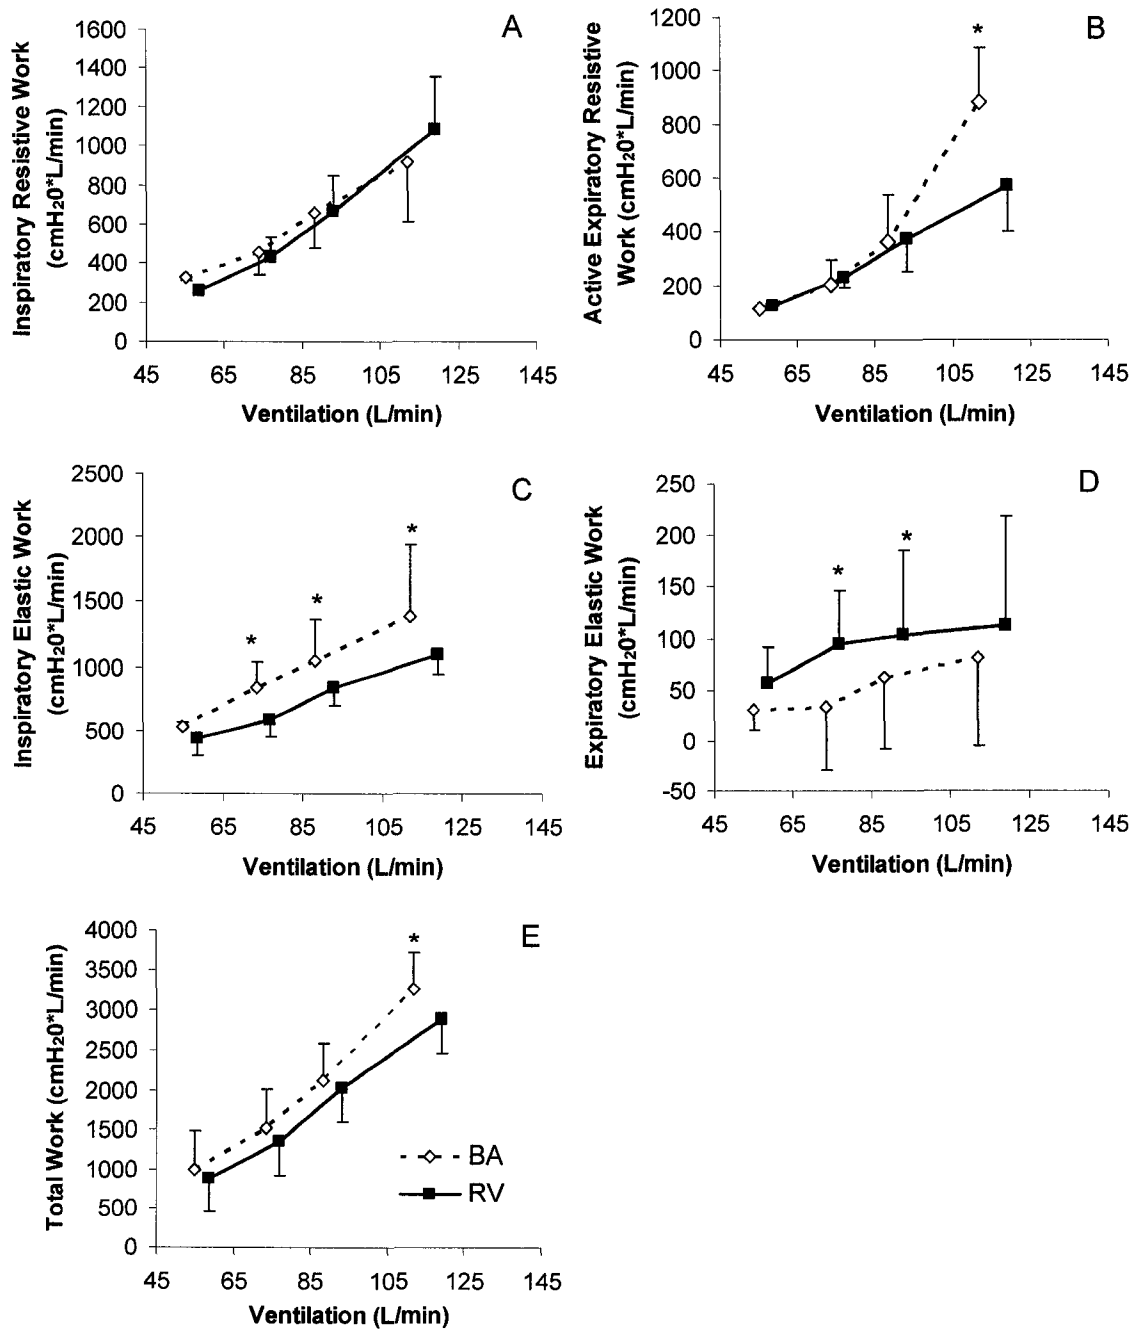 A
Inspiratory Resistive Work
(cmH₂0*L/min)
1600
1400
1200
1000
800
600
400
200
0
45 65 85 105 125 145
Ventilation (L/min)
B
Active Expiratory Resistive
Work (cmH₂0*L/min)
1200
1000
800
600
400
200
0
*
45 65 85 105 125 145
Ventilation (L/min)
C
Inspiratory Elastic Work
(cmH₂0*L/min)
2500
2000
1500
1000
500
0
* * *
45 65 85 105 125 145
Ventilation (L/min)
D
Expiratory Elastic Work
(cmH₂0*L/min)
250
200
150
100
50
0
-50
* *
45 65 85 105 125 145
Ventilation (L/min)
E
Total Work (cmH₂0*L/min)
4000
3500
3000
2500
2000
1500
1000
500
0
*
BA
RV
45 65 85 105 125 145
Ventilation (L/min)